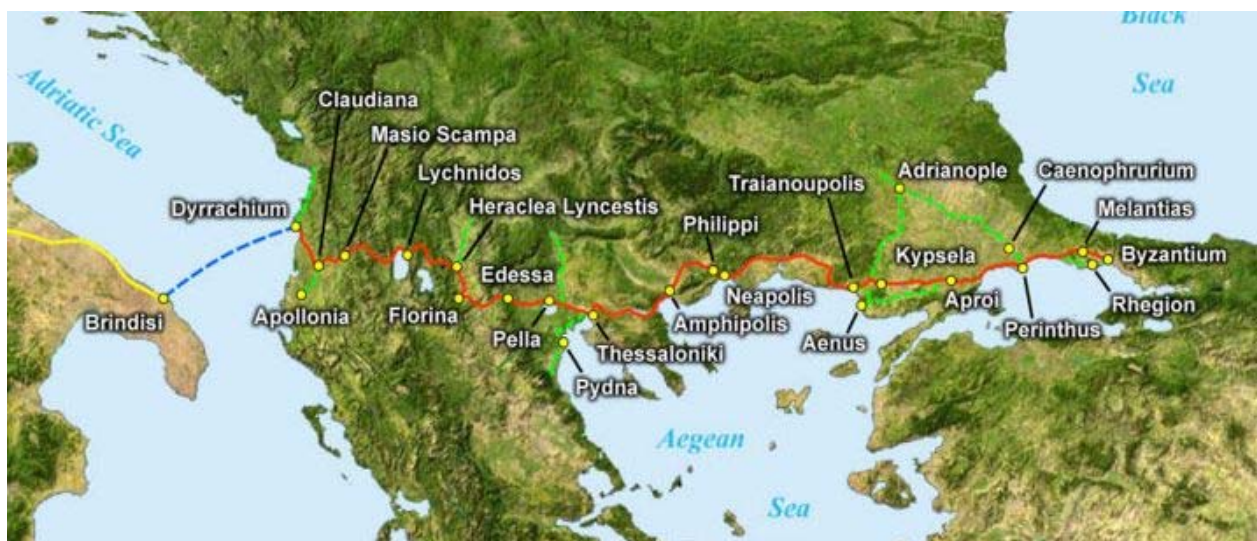 Black
Sea
Adriatic Sea
Claudiana
Masio Scampa
Lychnidos
Heraclea Lyncestis
Dyrrachium
Adrianople
Caenophrurium
Traianoupolis
Melantias
Philippi
Kypsela
Byzantium
Edessa
Brindisi
Apollonia
Florina
Pella
Neapolis
Amphipolis
Aproi
Rhegion
Aenus
Perinthus
Thessaloniki
Pydna
Aegean
Sea